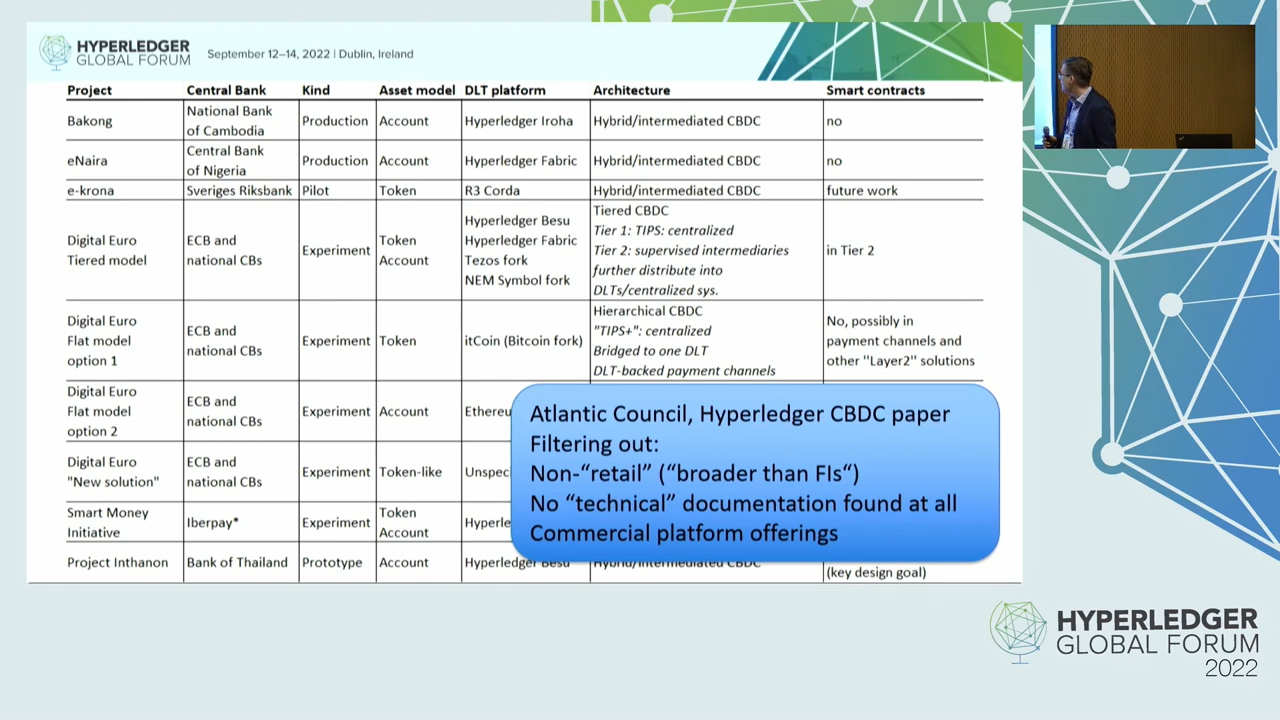 HYPERLEDGER
GLOBAL FORUM
September 12–14, 2022 | Dublin, Ireland
Project Central Bank Kind Asset model DLT platform Architecture Smart contracts
Bakong
National Bank
of Cambodia
Production Account Hyperledger Iroha Hybrid/intermediated CBDC no
eNaira
Central Bank
of Nigeria
Production Account Hyperledger Fabric Hybrid/intermediated CBDC no
e-krona Sveriges Riksbank Pilot Token R3 Corda Hybrid/intermediated CBDC future work
Digital Euro
Tiered model
ECB and
national CBs
Experiment
Token
Account
Hyperledger Besu
Hyperledger Fabric
Tezos fork
NEM Symbol fork
Tiered CBDC
Tier 1: TIPS: centralized
Tier 2: supervised intermediaries
further distribute into
DLTs/centralized sys.
in Tier 2
Digital Euro
Flat model
option 1
ECB and
national CBs
Experiment Token itCoin (Bitcoin fork)
Hierarchical CBDC
"TIPS+": centralized
Bridged to one DLT
DLT-backed payment channels
No, possibly in
payment channels and
other "Layer2" solutions
Digital Euro
Flat model
option 2
ECB and
national CBs
Experiment Account
Digital Euro
"New solution"
ECB and
national CBs
Experiment Token-like
Smart Money
Initiative
Iberpay*
Experiment
Token
Account
Project Inthanon Bank of Thailand Prototype Account Hyperledger Besu Hybrid/intermediated CBDC
(key design goal)
Atlantic Council, Hyperledger CBDC paper
Filtering out:
Non-“retail” (“broader than FIs“)
No “technical” documentation found at all
Commercial platform offerings
HYPERLEDGER
GLOBAL FORUM
2022